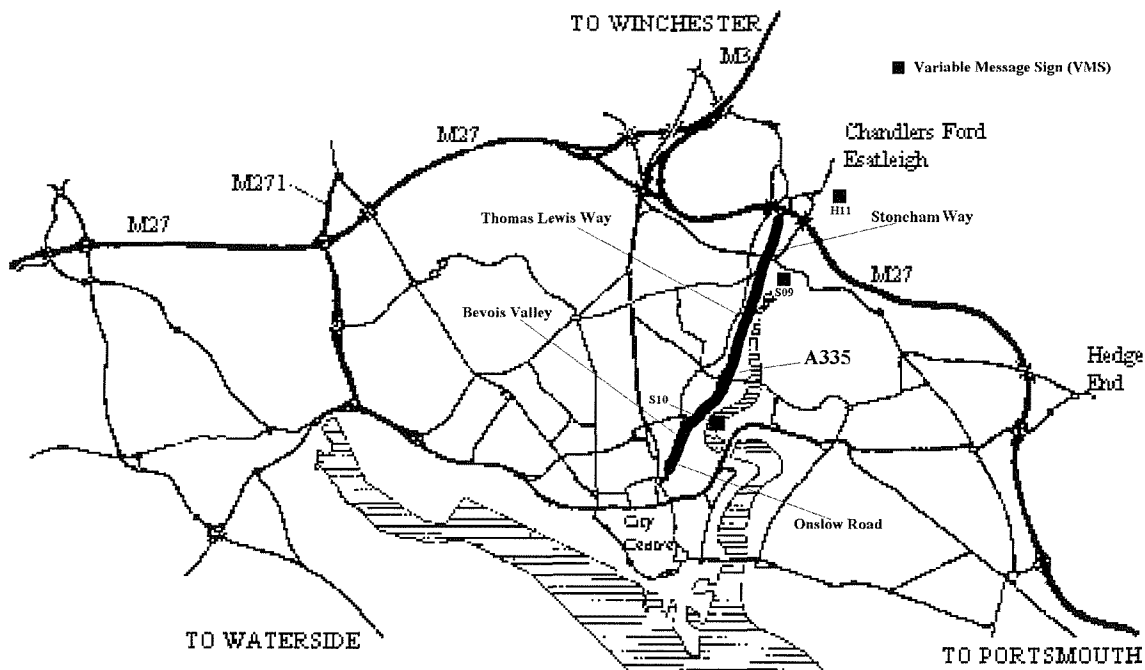 TO WINCHESTER
M3
Variable Message Sign (VMS)
M27
Chandlers Ford
Esatleigh
M271
H11
Thomas Lewis Way
Stoneham Way
M27
M27
S09
Bevois Valley
A335
Hedge
End
S10
Onslow Road
City
Centre
TO WATERSIDE
TO PORTSMOUTH